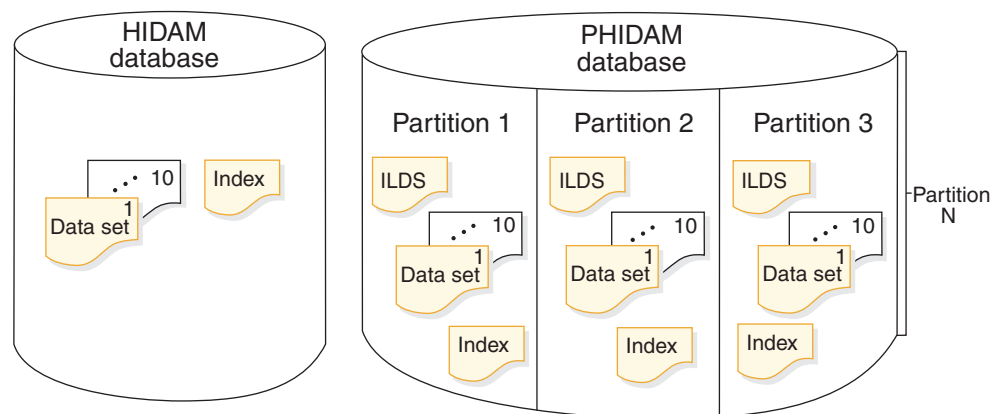 HIDAM
database
10
1
Data set
Index
PHIDAM
database
Partition 1
ILDS
10
1
Data set
Index
Partition 2
ILDS
10
1
Data set
Index
Partition 3
ILDS
10
1
Data set
Index
Partition
N